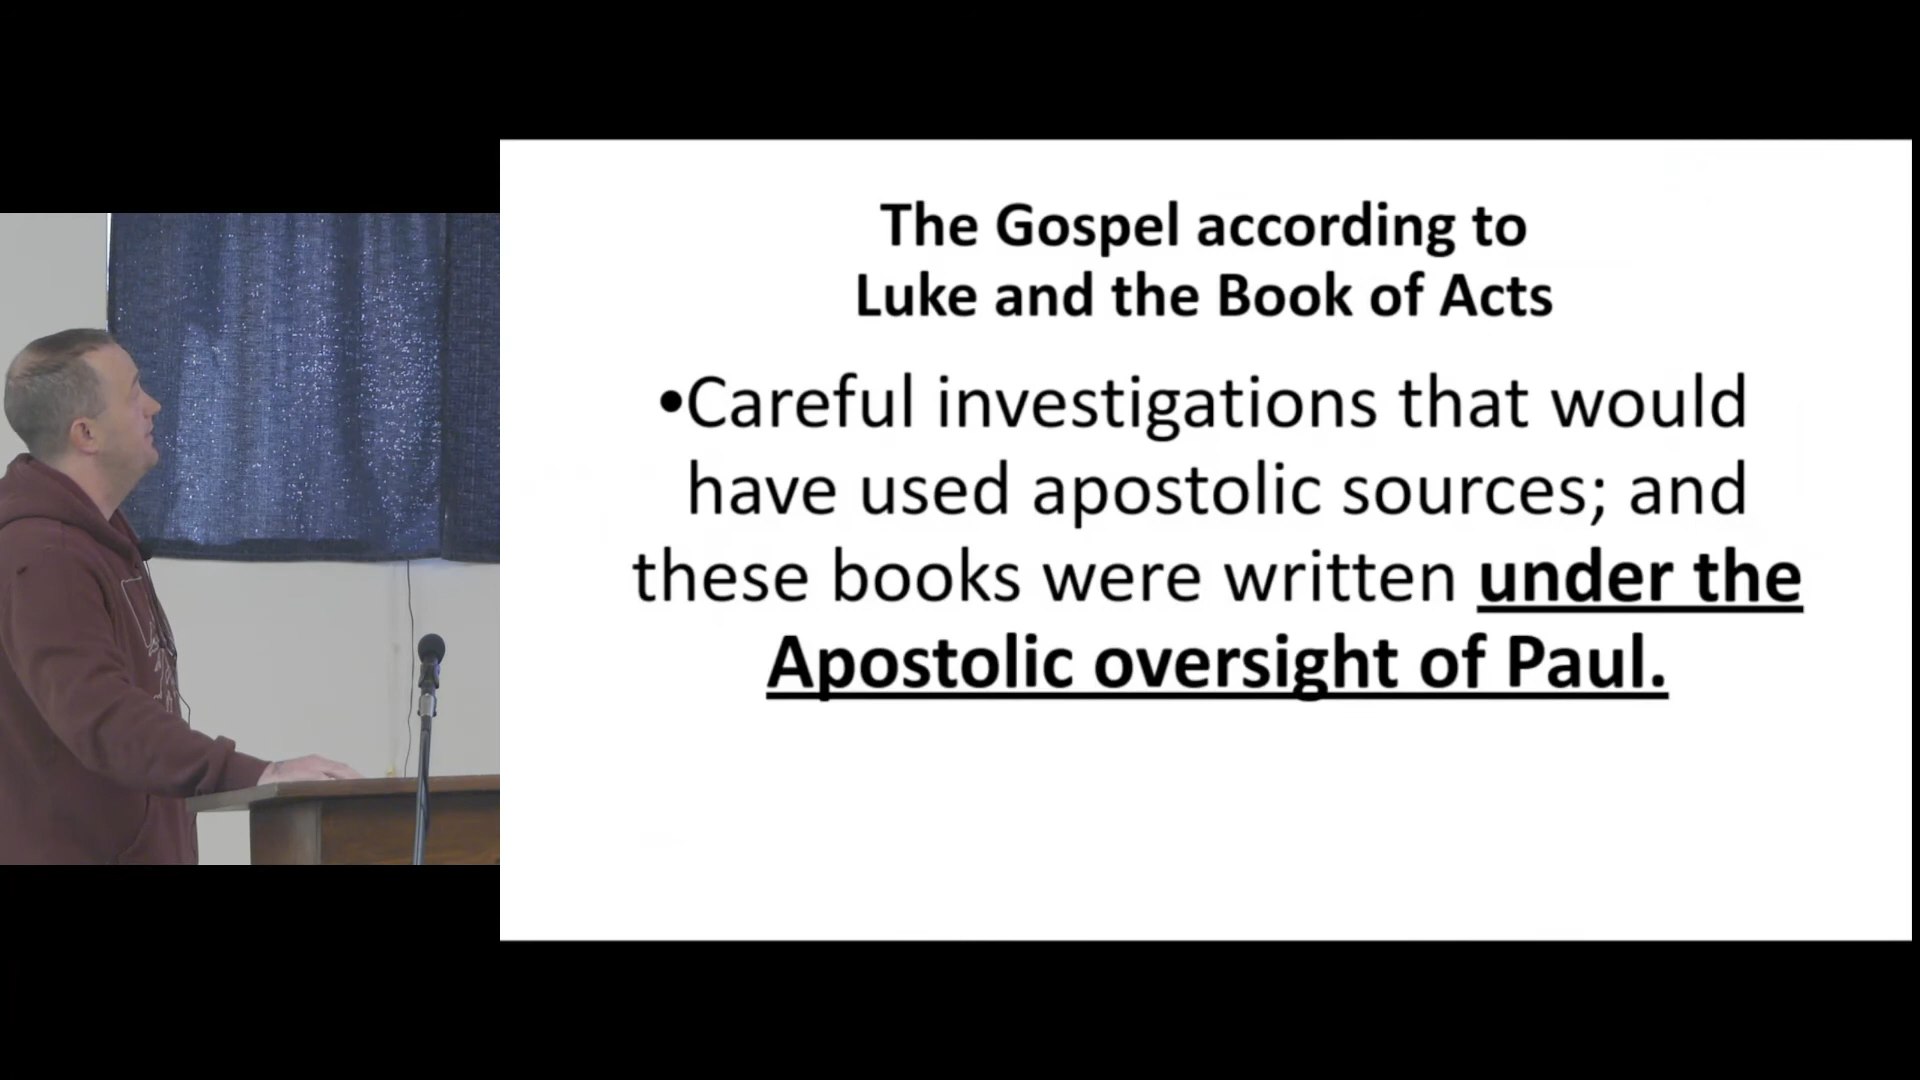 The Gospel according to
Luke and the Book of Acts
•Careful investigations that would
have used apostolic sources; and
these books were written under the
Apostolic oversight of Paul.